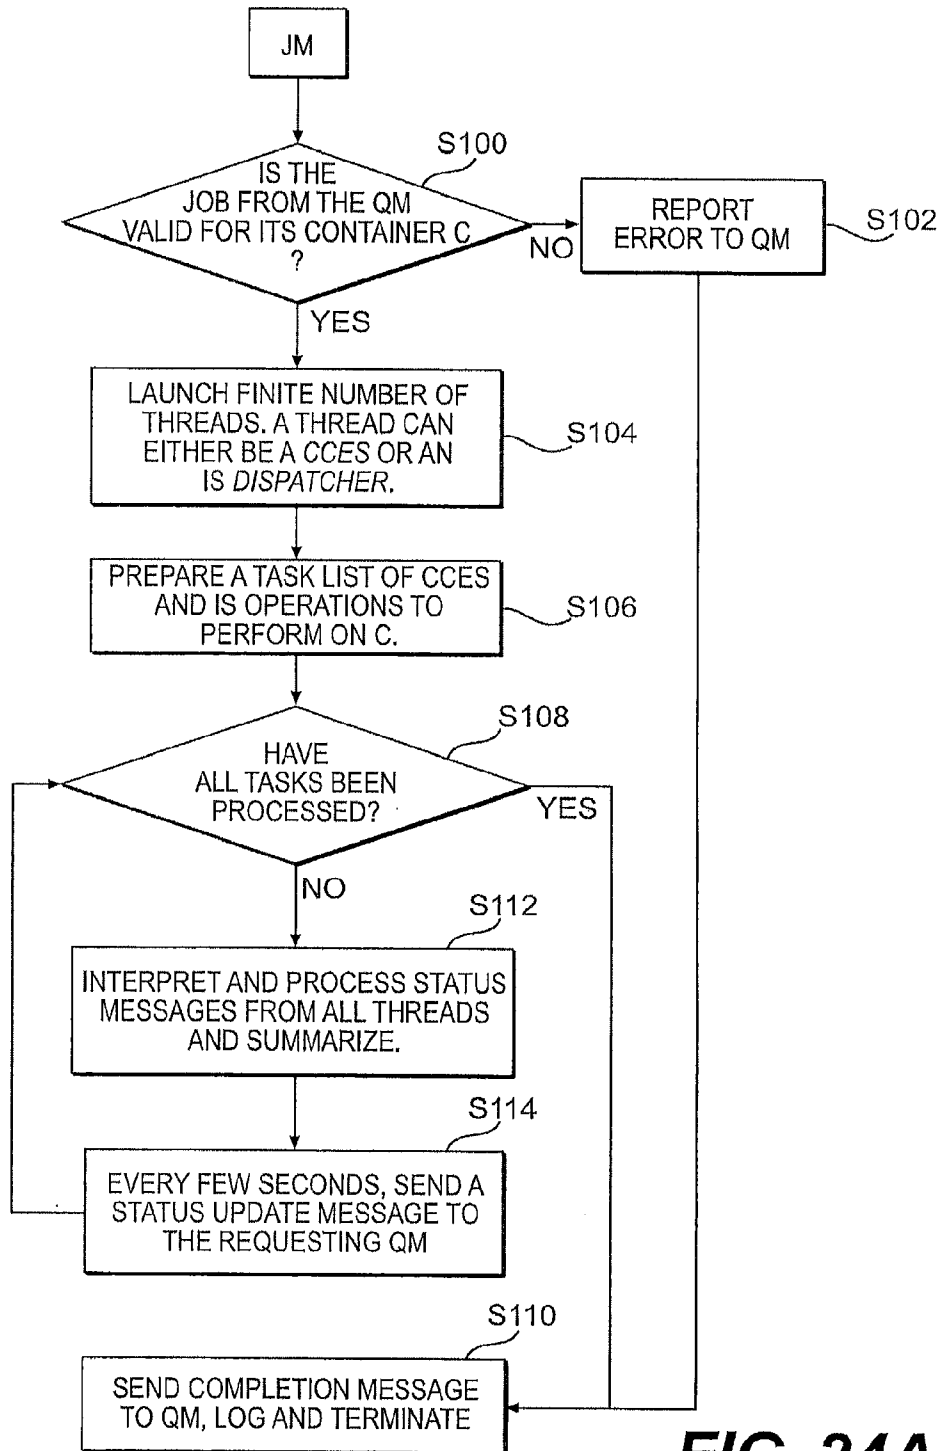 JM
S100
IS THE
JOB FROM THE QM
VALID FOR ITS CONTAINER C
?
NO
REPORT
ERROR TO QM
S102
YES
LAUNCH FINITE NUMBER OF
THREADS. A THREAD CAN
EITHER BE A CCES OR AN
IS DISPATCHER.
S104
PREPARE A TASK LIST OF CCES
AND IS OPERATIONS TO
PERFORM ON C.
S106
S108
HAVE
ALL TASKS BEEN
PROCESSED?
YES
NO
S112
INTERPRET AND PROCESS STATUS
MESSAGES FROM ALL THREADS
AND SUMMARIZE.
S114
EVERY FEW SECONDS, SEND A
STATUS UPDATE MESSAGE TO
THE REQUESTING QM
S110
SEND COMPLETION MESSAGE
TO QM, LOG AND TERMINATE
FIG. 24A